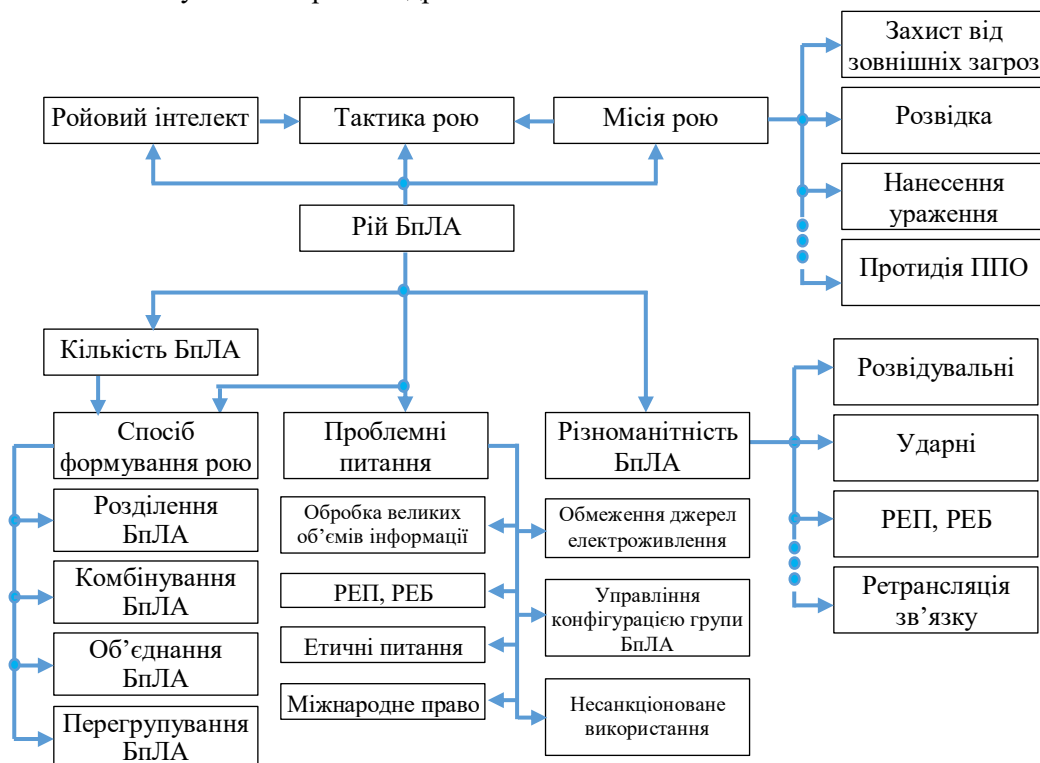 Захист від
зовнішніх загроз
Ройовий інтелект
Тактика рою
Місія рою
Розвідка
Нанесення
ураження
Рій БпЛА
Протидія ППО
Кількість БпЛА
Розвідувальні
Спосіб
формування рою
Проблемні
питання
Різноманітність
БпЛА
Ударні
Розділення
БпЛА
Обробка великих
об’ємів інформації
Обмеження джерел
електроживлення
РЕП, РЕБ
Комбінування
БпЛА
РЕП, РЕБ
Управління
конфігурацією групи
БпЛА
Ретрансляція
зв’язку
Об’єднання
БпЛА
Етичні питання
Міжнародне право
Несанкціоноване
використання
Перегрупування
БпЛА